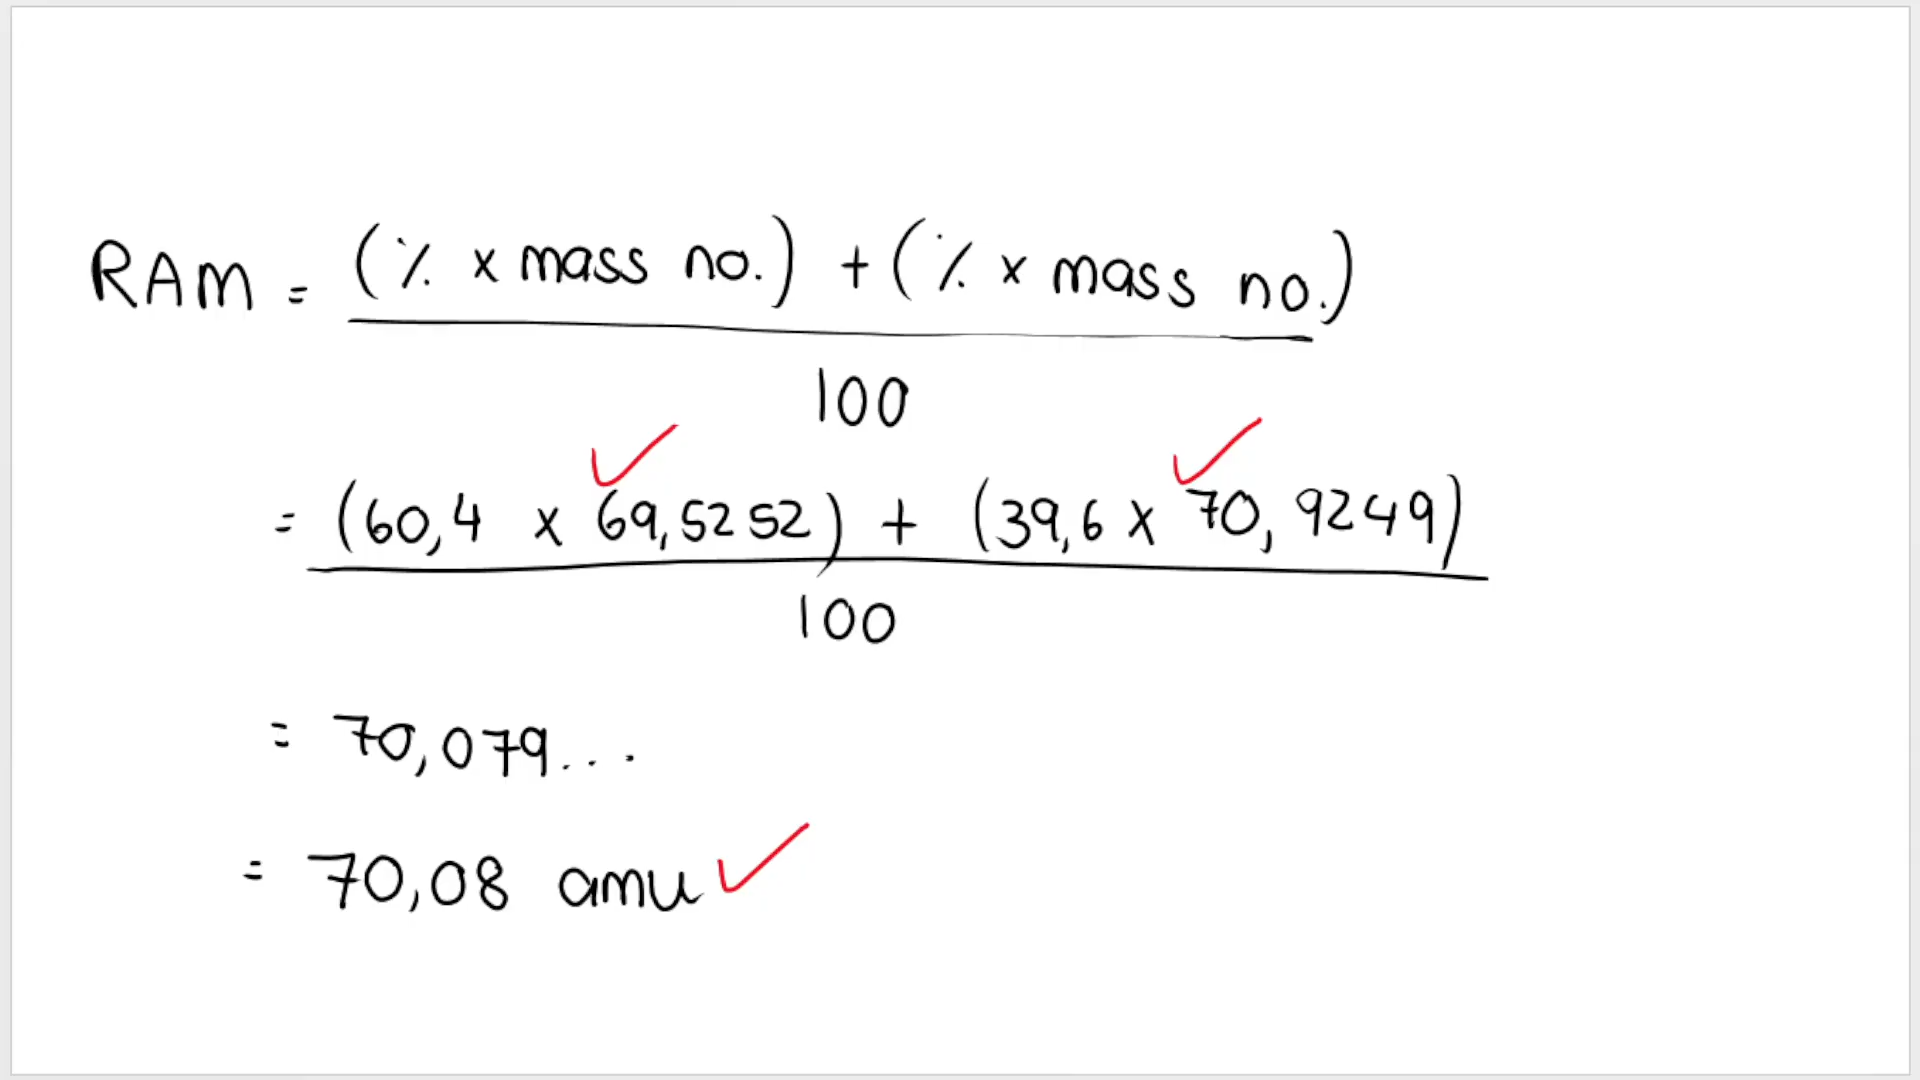 RAM = (% x mass no.) + (% x mass no.)
100
= (60,4 x 69,5252) + (39,6 x 70,9249)
100
= 70,079...
= 70,08 amu